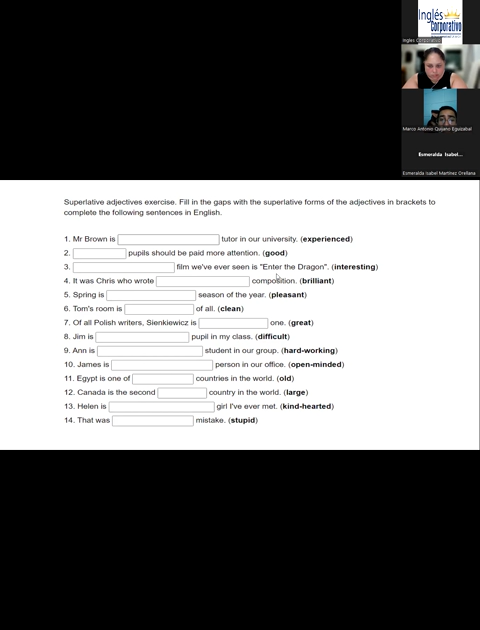 Inglés
Corporativo
Inglés Corporativo
Marco Antonio Quijano Eguizabal
Esmeralda Isabel...
Esmeralda Isabel Martínez Orellana
Superlative adjectives exercise. Fill in the gaps with the superlative forms of the adjectives in brackets to
complete the following sentences in English.
1. Mr Brown is tutor in our university. (experienced)
2. pupils should be paid more attention. (good)
3. film we've ever seen is "Enter the Dragon". (interesting)
4. It was Chris who wrote composition. (brilliant)
5. Spring is season of the year. (pleasant)
6. Tom's room is of all. (clean)
7. Of all Polish writers, Sienkiewicz is one. (great)
8. Jim is pupil in my class. (difficult)
9. Ann is student in our group. (hard-working)
10. James is person in our office. (open-minded)
11. Egypt is one of countries in the world. (old)
12. Canada is the second country in the world. (large)
13. Helen is girl I've ever met. (kind-hearted)
14. That was mistake. (stupid)